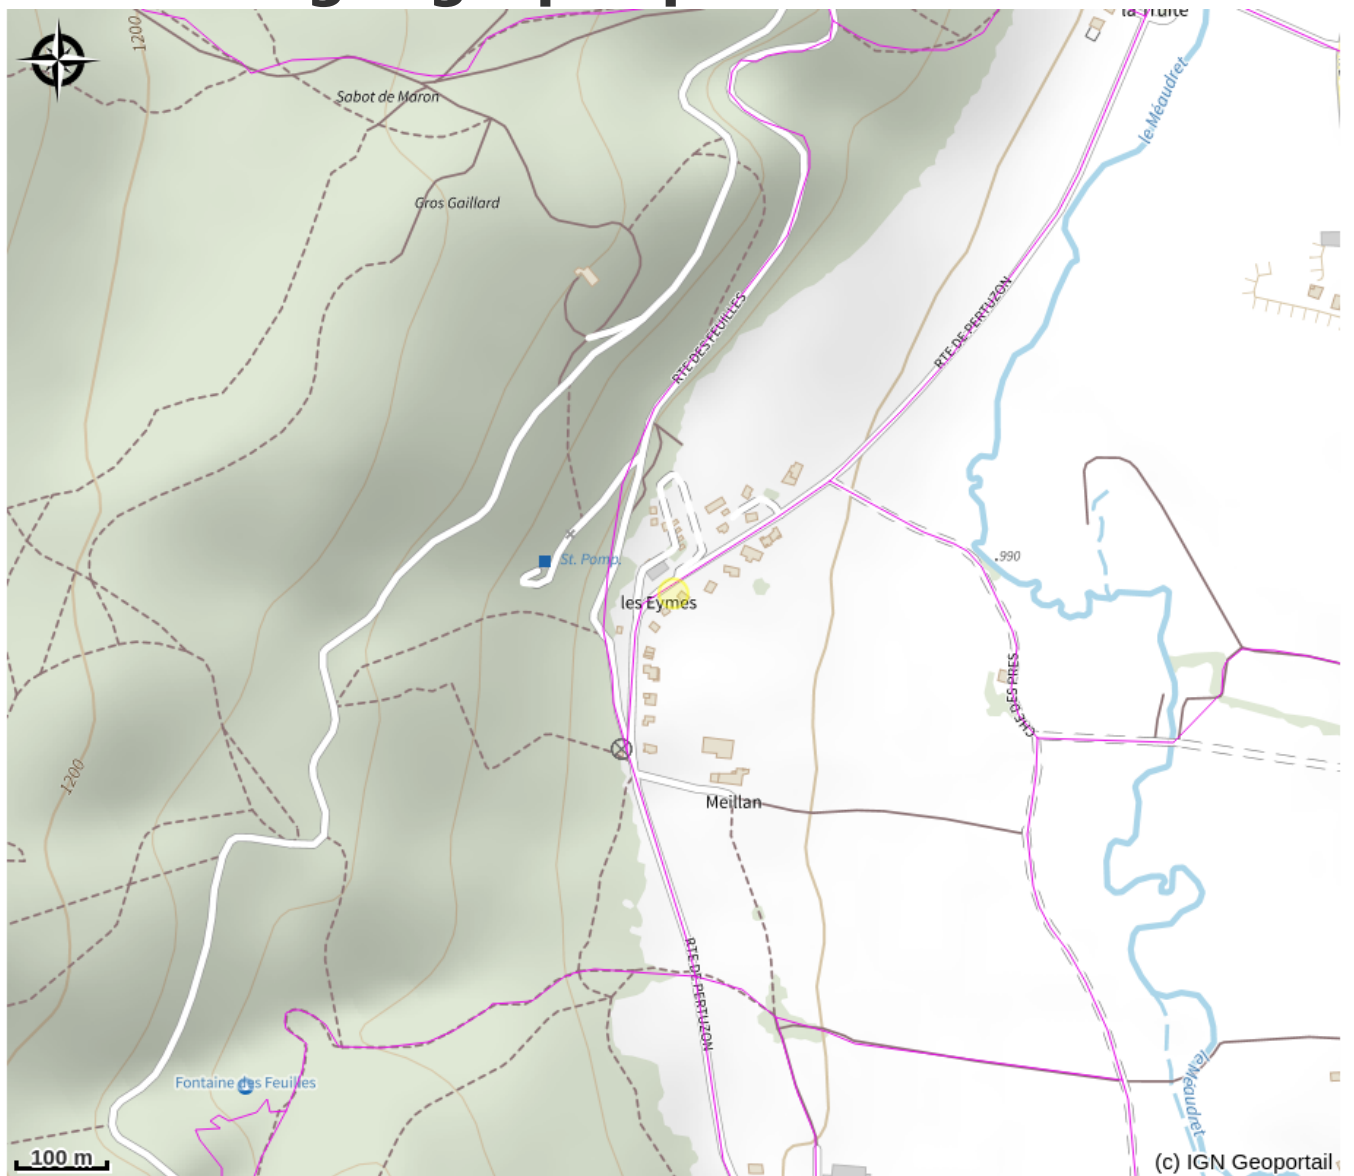 la Truite
1200
le Méaudret
Sabot de Maron
Gros Gaillard
RTE DE PERTUZON
RTE DES FEUILLES
.990
St. Pomp.
les Eymes
CHE DES PRES
1200
Meillan
RTE DE PERTUZON
Fontaine des Feuilles
le Méaudret
100 m
(c) IGN Geoportail